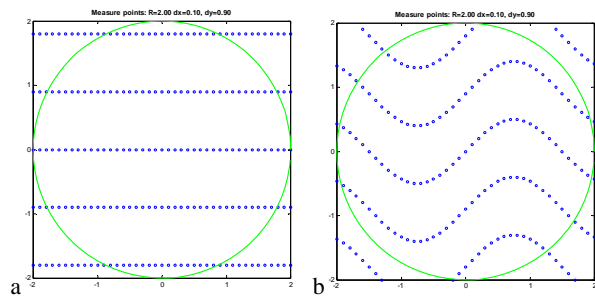 Measure points: R=2.00 dx=0.10, dy=0.90
2
1
0
-1
-2
-2 -1 0 1 2
a
Measure points: R=2.00 dx=0.10, dy=0.90
2
1
0
-1
-2
-2 -1 0 1 2
b